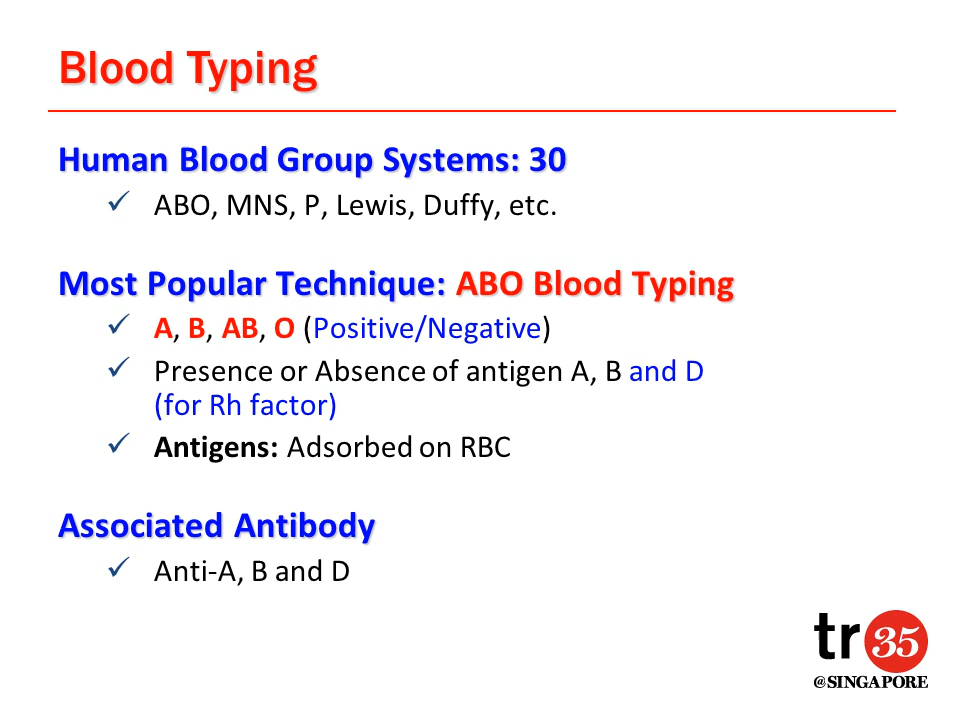 Blood Typing
Human Blood Group Systems: 30
✓ ABO, MNS, P, Lewis, Duffy, etc.
Most Popular Technique: ABO Blood Typing
✓ A, B, AB, O (Positive/Negative)
✓ Presence or Absence of antigen A, B and D
(for Rh factor)
✓ Antigens: Adsorbed on RBC
Associated Antibody
✓ Anti-A, B and D
tr 35
@SINGAPORE